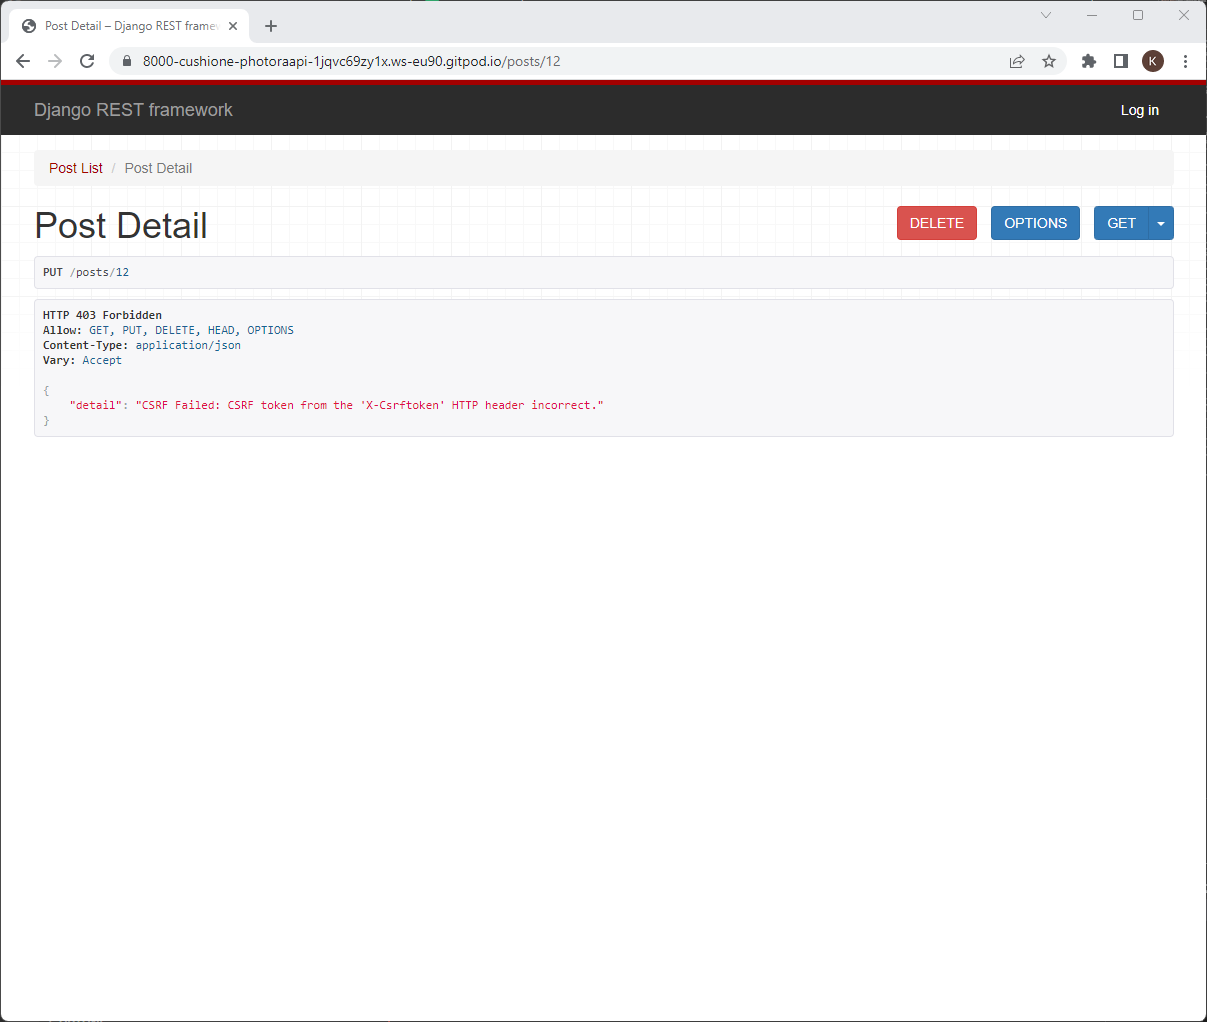 Post Detail – Django REST framew
8000-cushione-photoraapi-1jqvc69zy1x.ws-eu90.gitpod.io/posts/12
K
Django REST framework
Log in
Post List / Post Detail
Post Detail
DELETE
OPTIONS
GET
PUT /posts/12
HTTP 403 Forbidden
Allow: GET, PUT, DELETE, HEAD, OPTIONS
Content-Type: application/json
Vary: Accept
{
"detail": "CSRF Failed: CSRF token from the 'X-Csrftoken' HTTP header incorrect."
}